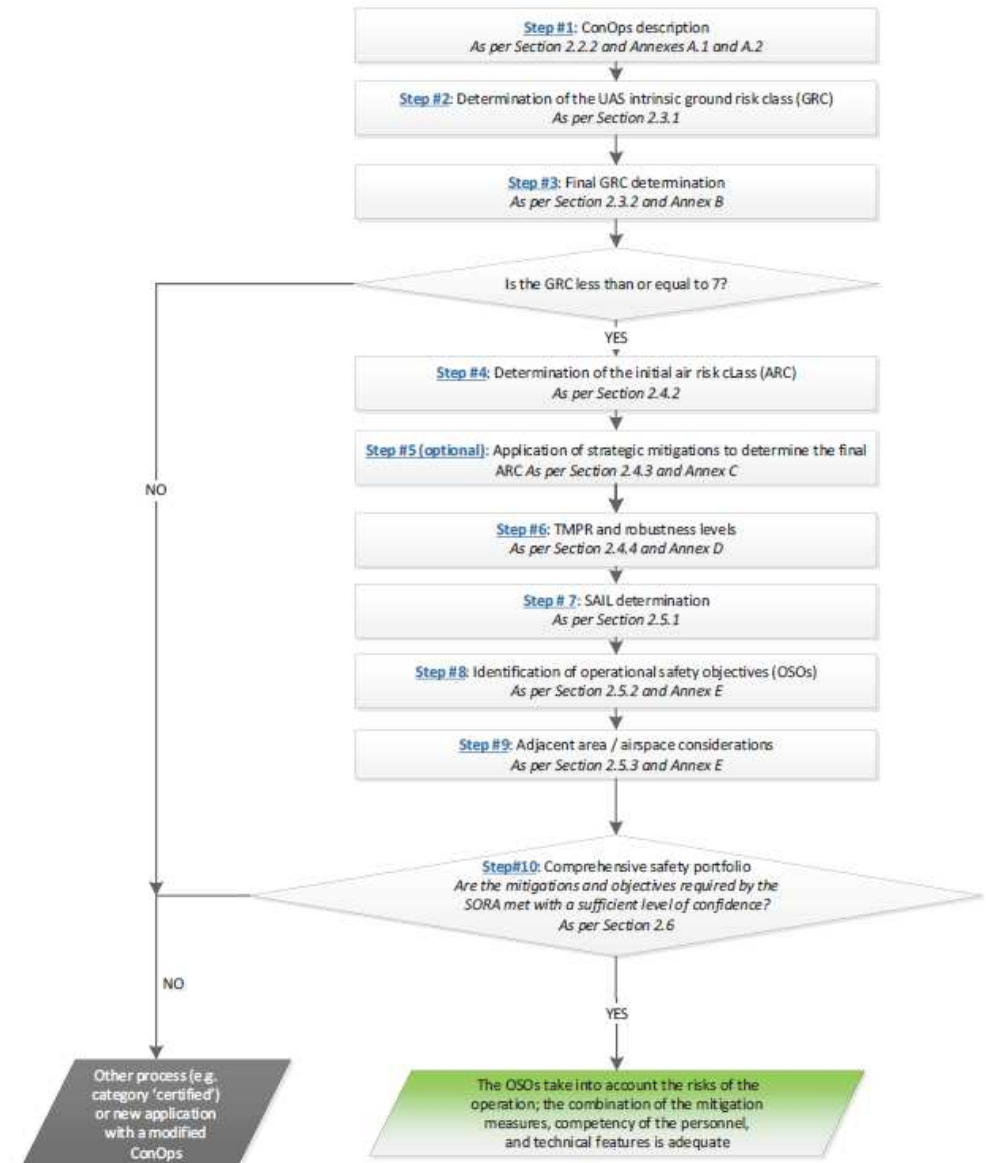 Step #1: ConOps description
As per Section 2.2.2 and Annexes A.1 and A.2
Step #2: Determination of the UAS intrinsic ground risk class (GRC)
As per Section 2.3.1
Step #3: Final GRC determination
As per Section 2.3.2 and Annex B
Is the GRC less than or equal to 7?
YES
Step #4: Determination of the initial air risk cLass (ARC)
As per Section 2.4.2
Step #5 (optional): Application of strategic mitigations to determine the final
ARC As per Section 2.4.3 and Annex C
NO
Step #6: TMPR and robustness levels
As per Section 2.4.4 and Annex D
Step # 7: SAIL determination
As per Section 2.5.1
Step #8: Identification of operational safety objectives (OSOs)
As per Section 2.5.2 and Annex E
Step #9: Adjacent area / airspace considerations
As per Section 2.5.3 and Annex E
Step#10: Comprehensive safety portfolio
Are the mitigations and objectives required by the
SORA met with a sufficient level of confidence?
As per Section 2.6
NO
YES
Other process (e.g.
category 'certified')
or new application
with a modified
ConOps
The OSOs take into account the risks of the
operation; the combination of the mitigation
measures, competency of the personnel,
and technical features is adequate